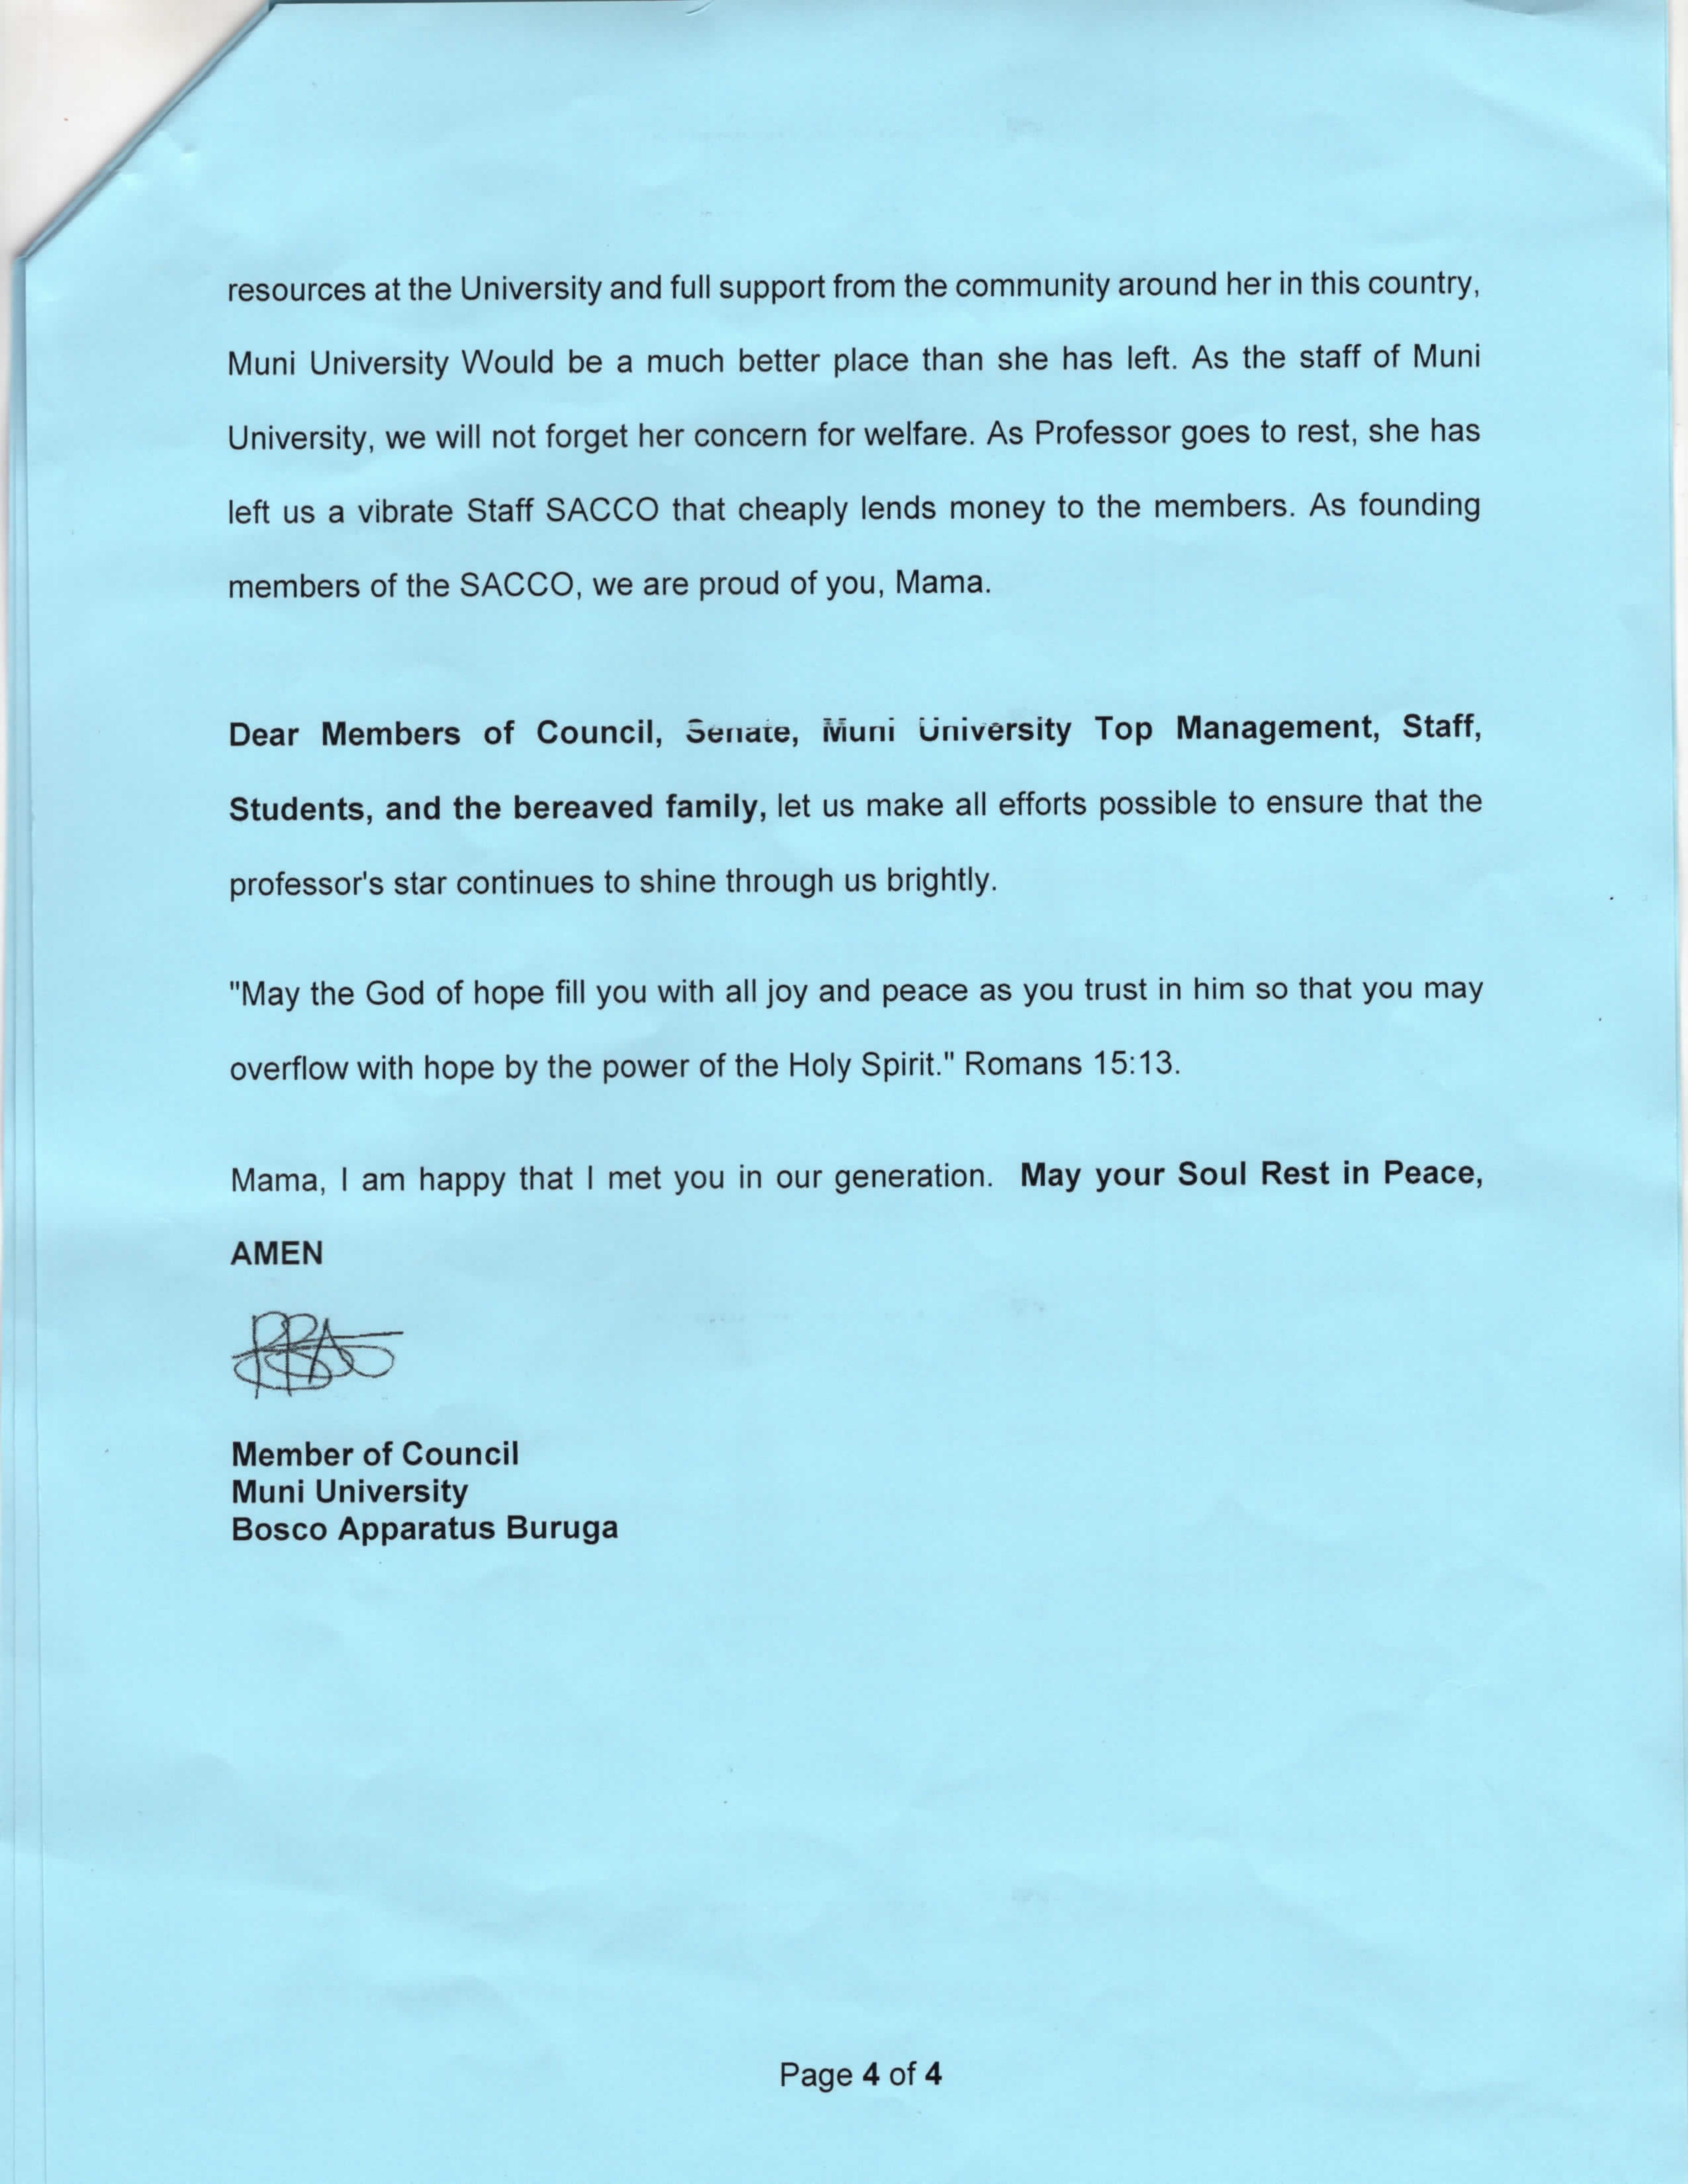 resources at the University and full support from the community around her in this country,
Muni University Would be a much better place than she has left. As the staff of Muni
University, we will not forget her concern for welfare. As Professor goes to rest, she has
left us a vibrate Staff SACCO that cheaply lends money to the members. As founding
members of the SACCO, we are proud of you, Mama.
Dear Members of Council, Senate, Muni University Top Management, Staff,
Students, and the bereaved family, let us make all efforts possible to ensure that the
professor's star continues to shine through us brightly.
"May the God of hope fill you with all joy and peace as you trust in him so that you may
overflow with hope by the power of the Holy Spirit." Romans 15:13.
Mama, I am happy that I met you in our generation. May your Soul Rest in Peace,
AMEN
Member of Council
Muni University
Bosco Apparatus Buruga
Page 4 of 4